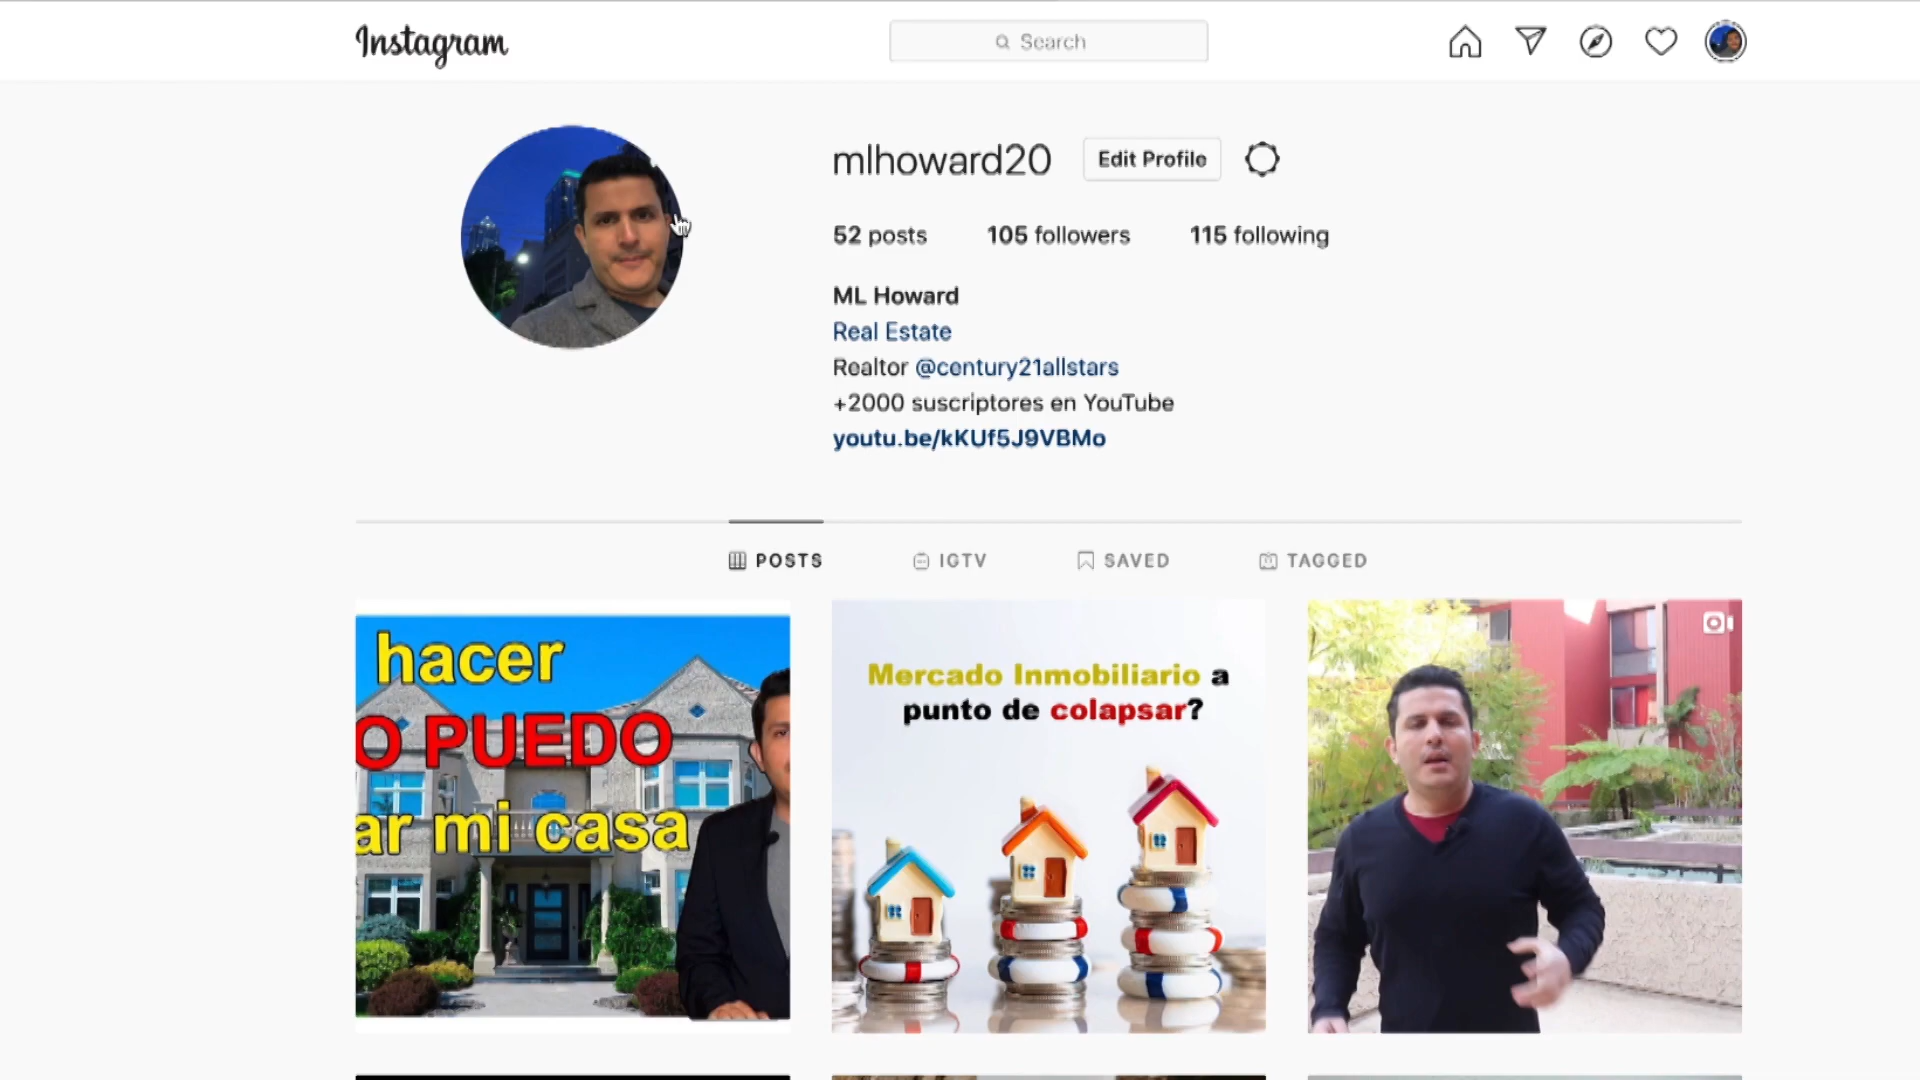 Instagram
Search
mlhoward20
Edit Profile
52 posts
105 followers
115 following
ML Howard
Real Estate
Realtor @century21allstars
+2000 suscriptores en YouTube
youtu.be/kKUf5J9VBMo
POSTS
IGTV
SAVED
TAGGED
hacer
O PUEDO
ar mi casa
Mercado Inmobiliario a
punto de colapsar?